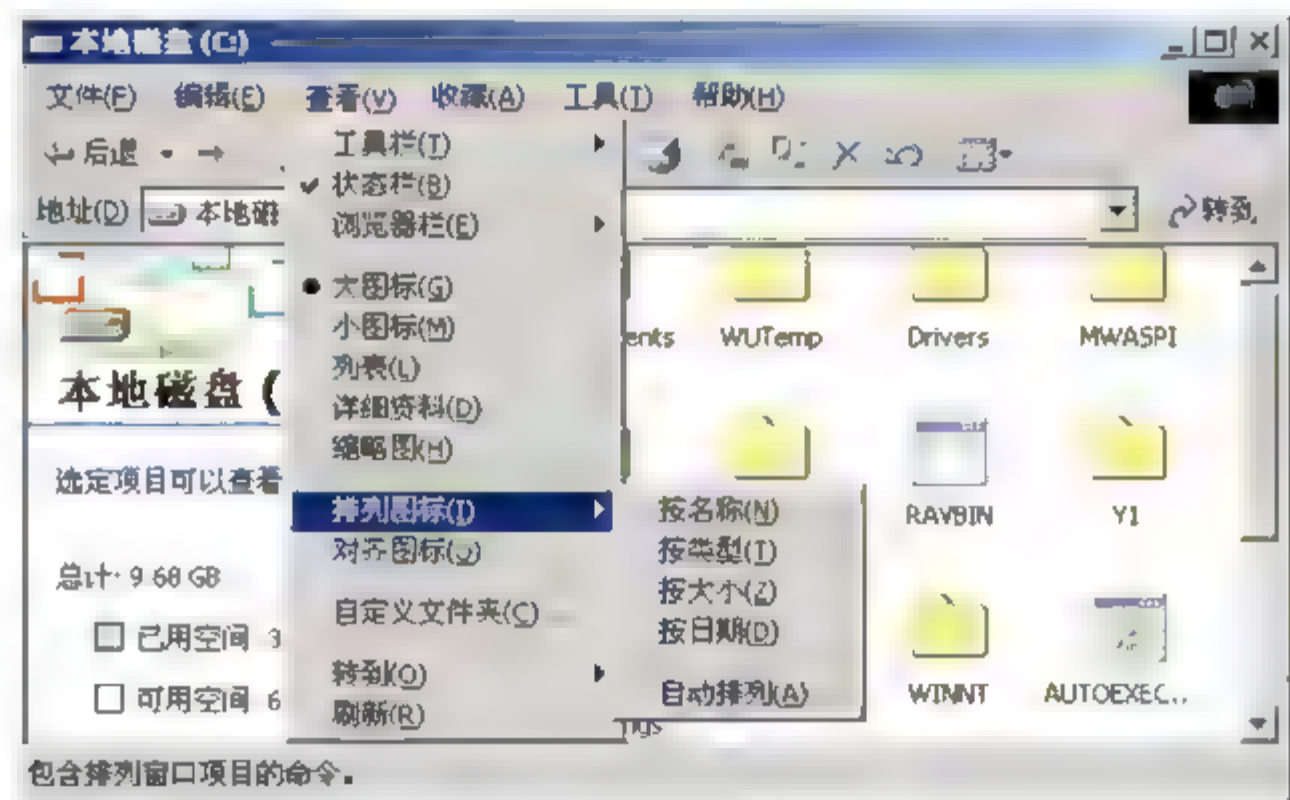 本地磁盘 (C:)
文件(F) 编辑(E) 查看(V) 收藏(A) 工具(T) 帮助(H)
后退
地址(D) 本地磁 转到
工具栏(T)
状态栏(B)
浏览器栏(E)
大图标(G)
小图标(M)
列表(L)
详细资料(D)
缩略图(H)
排列图标(I)
对齐图标
自定义文件夹(C)
转到(O)
刷新(R)
按名称(N)
按类型(T)
按大小(Z)
按日期(D)
自动排列(A)
本地磁盘 (
选定项目可以查看
总计: 9.68 GB
已用空间 3
可用空间 6
ents WUTemp Drivers MWASPI
RAVBIN Y1
WINNT AUTOEXEC...
ngs
包含排列窗口项目的命令。